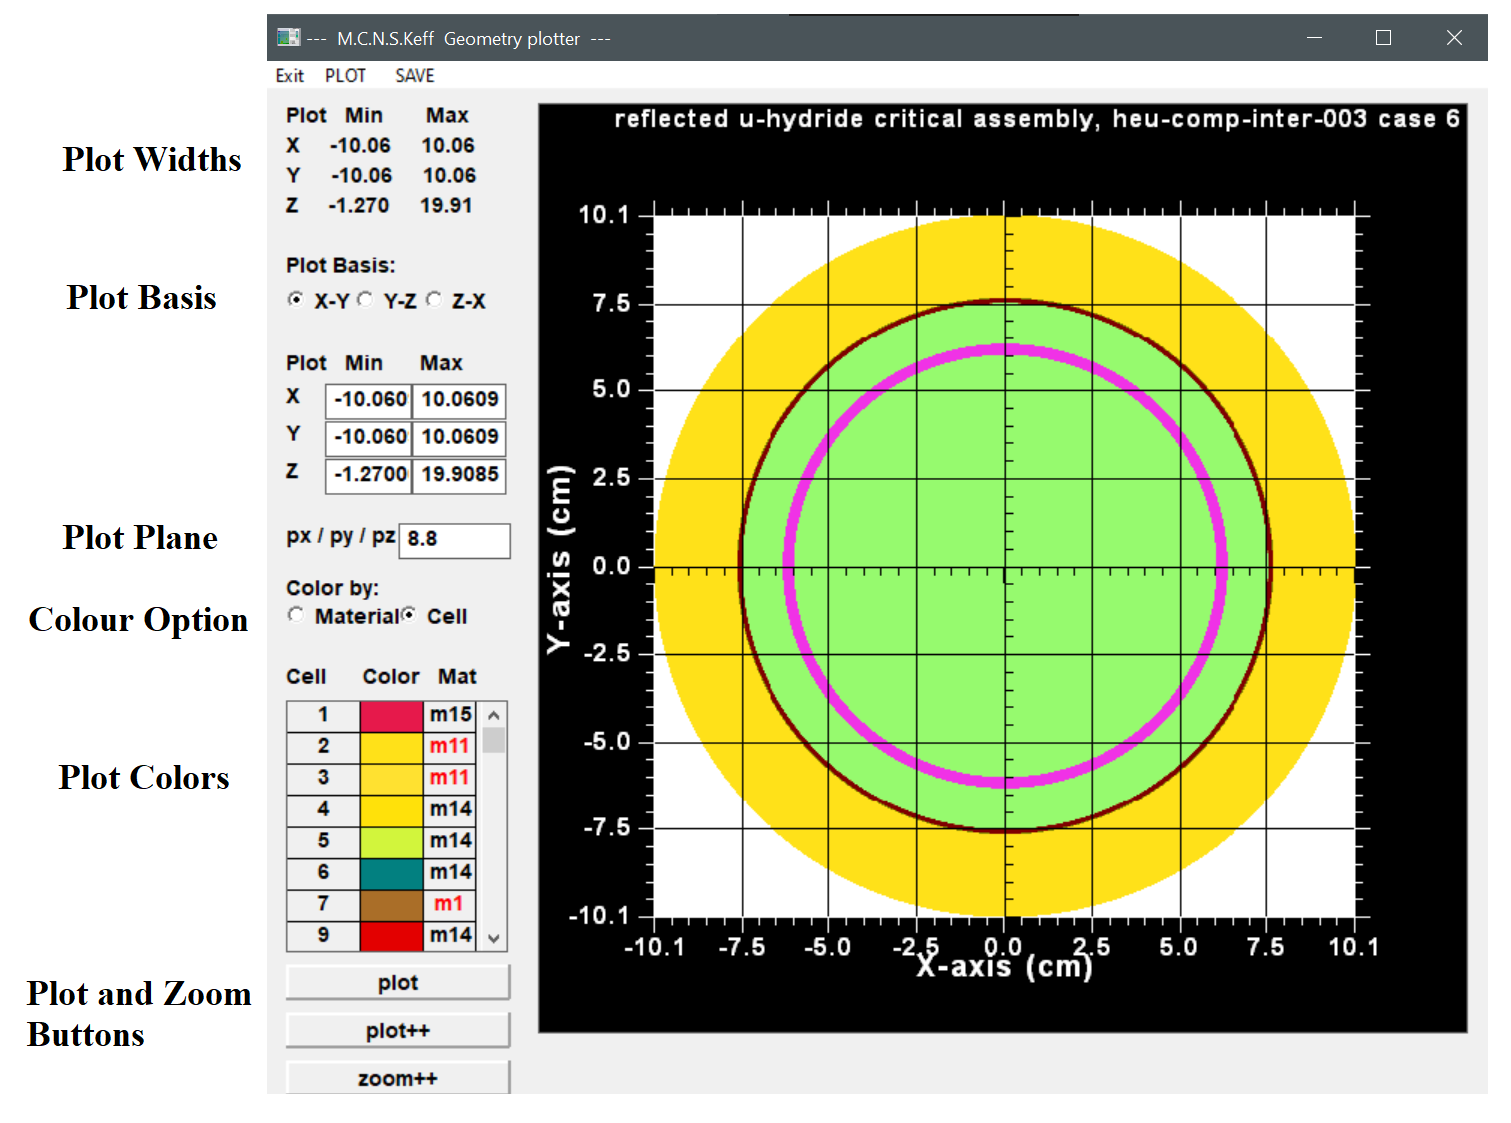 --- M.C.N.S.Keff Geometry plotter ---
Exit PLOT SAVE
Plot Widths
Plot Min Max
X -10.06 10.06
Y -10.06 10.06
Z -1.270 19.91
Plot Basis
Plot Basis:
X-Y Y-Z Z-X
Plot Min Max
X -10.060 10.0609
Y -10.060 10.0609
Z -1.2700 19.9085
Plot Plane
px / py / pz 8.8
Colour Option
Color by:
Material Cell
Plot Colors
Cell Color Mat
1 m15
2 m11
3 m11
4 m14
5 m14
6 m14
7 m1
9 m14
Plot and Zoom
Buttons
plot
plot++
zoom++
reflected u-hydride critical assembly, heu-comp-inter-003 case 6
10.1
7.5
5.0
2.5
0.0
-2.5
-5.0
-7.5
-10.1
Y-axis (cm)
-10.1 -7.5 -5.0 -2.5 0.0 2.5 5.0 7.5 10.1
X-axis (cm)